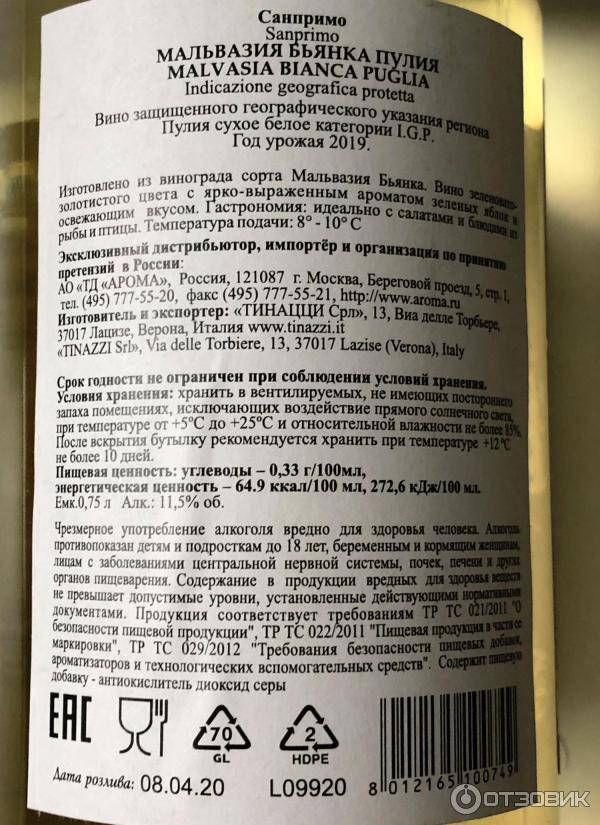 Санпримо
Sanprimo
МАЛЬВАЗИЯ БЬЯНКА ПУЛИЯ
MALVASIA BIANCA PUGLIA
Indicazione geografica protetta
Вино защищенного географического указания региона
Пулия сухое белое категории I.G.P.
Год урожая 2019.
Изготовлено из винограда сорта Мальвазия Бьянка. Вино зеленовато-
золотистого цвета с ярко-выраженным ароматом зеленых яблок и
освежающим вкусом. Гастрономия: идеально с салатами и блюдами из
рыбы и птицы. Температура подачи: 8° - 10° С
Эксклюзивный дистрибьютор, импортёр и организация по принятию
претензий в России:
АО «ТД «АРОМА», Россия, 121087 г. Москва, Береговой проезд, 5, стр. 1,
тел. (495) 777-55-20, факс (495) 777-55-21, http://www.aroma.ru
Изготовитель и экспортер: «ТИНАЦЦИ Срл», 13, Виа делле Торбьере,
37017 Лацизе, Верона, Италия www.tinazzi.it
«TINAZZI Srl», Via delle Torbiere, 13, 37017 Lazise (Verona), Italy
Срок годности не ограничен при соблюдении условий хранения.
Условия хранения: хранить в вентилируемых, не имеющих постороннего
запаха помещениях, исключающих воздействие прямого солнечного света,
при температуре от +5°С до +25°С и относительной влажности не более 85%.
После вскрытия бутылку рекомендуется хранить при температуре +12 °С
не более 10 дней.
Пищевая ценность: углеводы – 0,33 г/100мл,
энергетическая ценность – 64.9 ккал/100 мл, 272,6 кДж/100 мл.
Емк.0,75 л Алк.: 11,5% об.
Чрезмерное употребление алкоголя вредно для здоровья человека. Алкоголь
противопоказан детям и подросткам до 18 лет, беременным и кормящим женщинам,
лицам с заболеваниями центральной нервной системы, почек, печени и других
органов пищеварения. Содержание в продукции вредных для здоровья веществ
не превышает допустимые уровни, установленные действующими нормативными
документами. Продукция соответствует требованиям ТР ТС 021/2011 "О
безопасности пищевой продукции", ТР ТС 022/2011 "Пищевая продукция в части ее
маркировки", ТР ТС 029/2012 "Требования безопасности пищевых добавок,
ароматизаторов и технологических вспомогательных средств". Содержит пищевую
добавку - антиокислитель диоксид серы
EAC
70
GL
2
HDPE
Дата розлива: 08.04.20 L09920
8 012165 100749
ОТЗОВИК